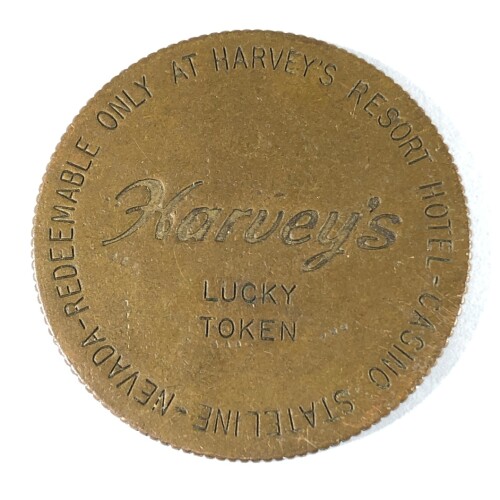 REDEEMABLE ONLY AT HARVEY'S RESORT HOTEL-CASINO STATELINE-NEVADA-
Harvey's
LUCKY
TOKEN